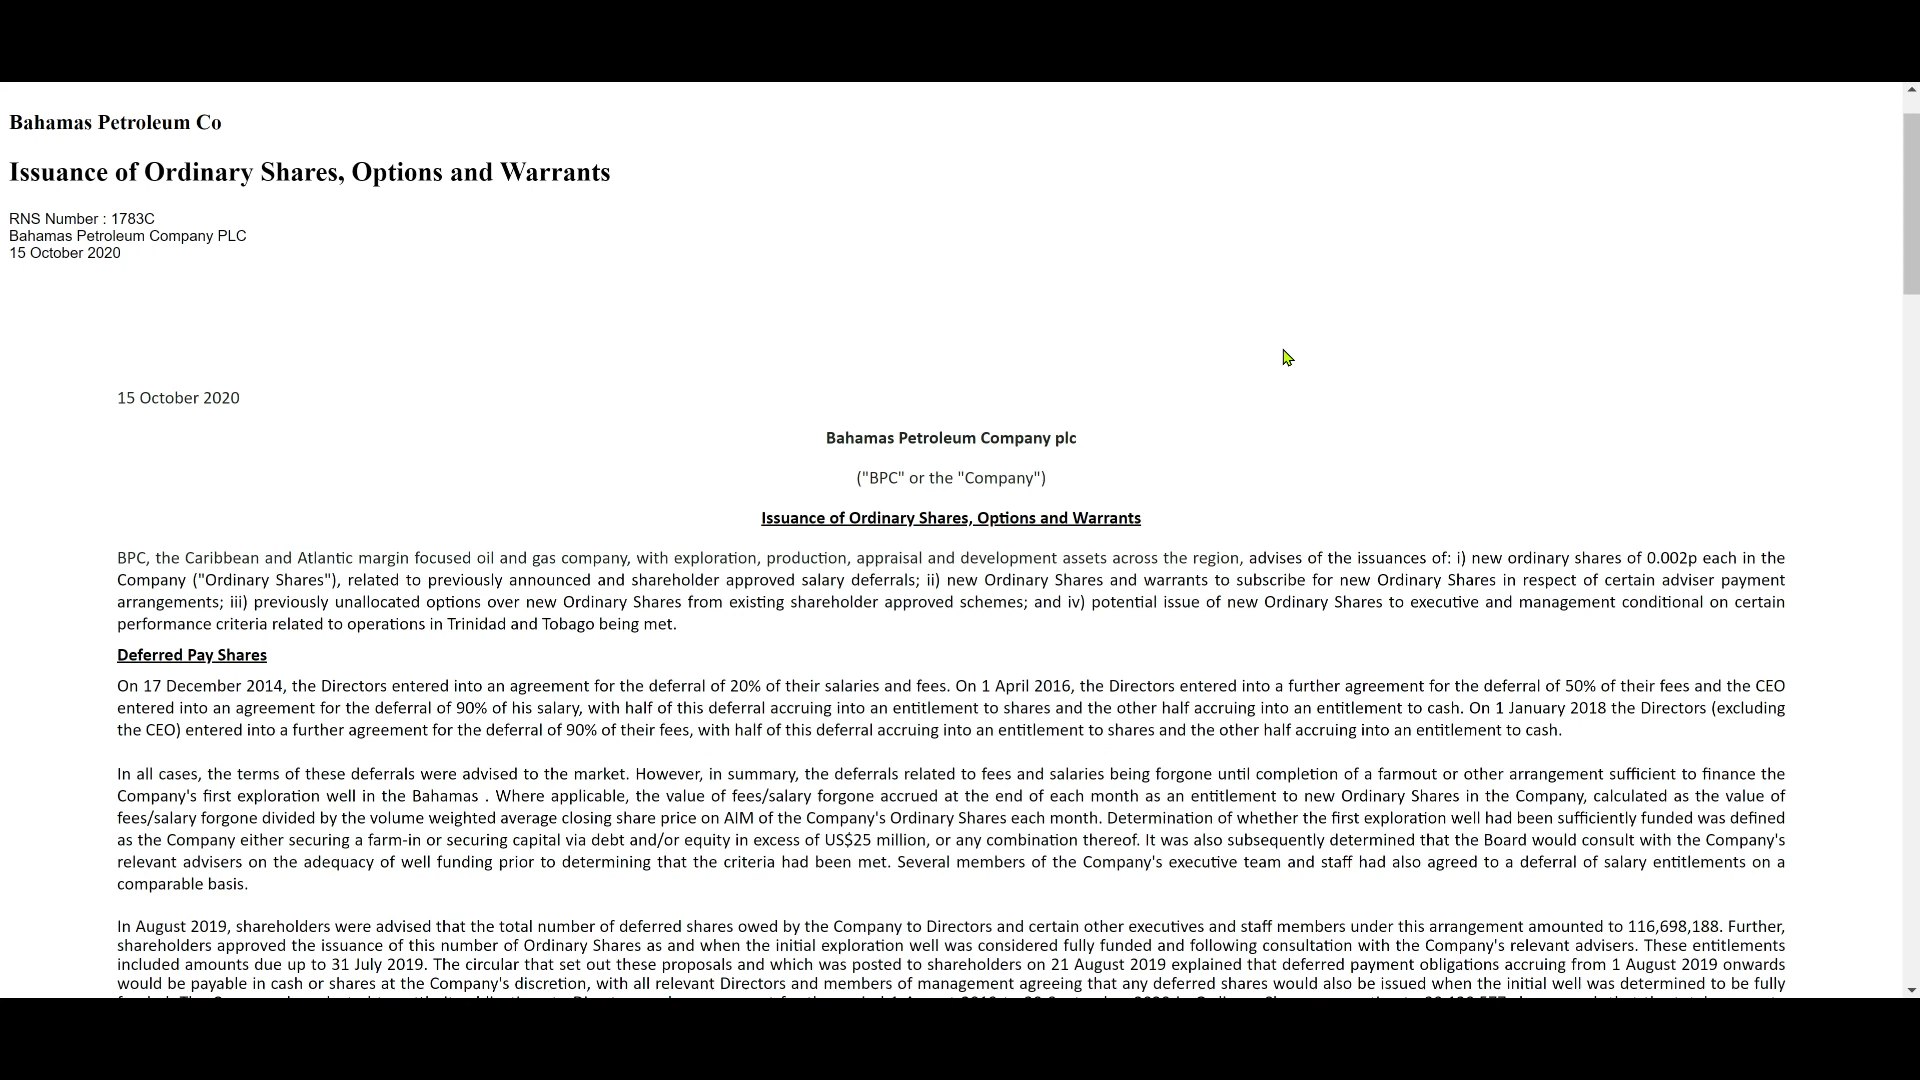 Bahamas Petroleum Co
Issuance of Ordinary Shares, Options and Warrants
RNS Number : 1783C
Bahamas Petroleum Company PLC
15 October 2020
15 October 2020
Bahamas Petroleum Company plc
("BPC" or the "Company")
Issuance of Ordinary Shares, Options and Warrants
BPC, the Caribbean and Atlantic margin focused oil and gas company, with exploration, production, appraisal and development assets across the region, advises of the issuances of: i) new ordinary shares of 0.002p each in the
Company ("Ordinary Shares"), related to previously announced and shareholder approved salary deferrals; ii) new Ordinary Shares and warrants to subscribe for new Ordinary Shares in respect of certain adviser payment
arrangements; iii) previously unallocated options over new Ordinary Shares from existing shareholder approved schemes; and iv) potential issue of new Ordinary Shares to executive and management conditional on certain
performance criteria related to operations in Trinidad and Tobago being met.
Deferred Pay Shares
On 17 December 2014, the Directors entered into an agreement for the deferral of 20% of their salaries and fees. On 1 April 2016, the Directors entered into a further agreement for the deferral of 50% of their fees and the CEO
entered into an agreement for the deferral of 90% of his salary, with half of this deferral accruing into an entitlement to shares and the other half accruing into an entitlement to cash. On 1 January 2018 the Directors (excluding
the CEO) entered into a further agreement for the deferral of 90% of their fees, with half of this deferral accruing into an entitlement to shares and the other half accruing into an entitlement to cash.
In all cases, the terms of these deferrals were advised to the market. However, in summary, the deferrals related to fees and salaries being forgone until completion of a farmout or other arrangement sufficient to finance the
Company's first exploration well in the Bahamas . Where applicable, the value of fees/salary forgone accrued at the end of each month as an entitlement to new Ordinary Shares in the Company, calculated as the value of
fees/salary forgone divided by the volume weighted average closing share price on AIM of the Company's Ordinary Shares each month. Determination of whether the first exploration well had been sufficiently funded was defined
as the Company either securing a farm-in or securing capital via debt and/or equity in excess of US$25 million, or any combination thereof. It was also subsequently determined that the Board would consult with the Company's
relevant advisers on the adequacy of well funding prior to determining that the criteria had been met. Several members of the Company's executive team and staff had also agreed to a deferral of salary entitlements on a
comparable basis.
In August 2019, shareholders were advised that the total number of deferred shares owed by the Company to Directors and certain other executives and staff members under this arrangement amounted to 116,698,188. Further,
shareholders approved the issuance of this number of Ordinary Shares as and when the initial exploration well was considered fully funded and following consultation with the Company's relevant advisers. These entitlements
included amounts due up to 31 July 2019. The circular that set out these proposals and which was posted to shareholders on 21 August 2019 explained that deferred payment obligations accruing from 1 August 2019 onwards
would be payable in cash or shares at the Company's discretion, with all relevant Directors and members of management agreeing that any deferred shares would also be issued when the initial well was determined to be fully